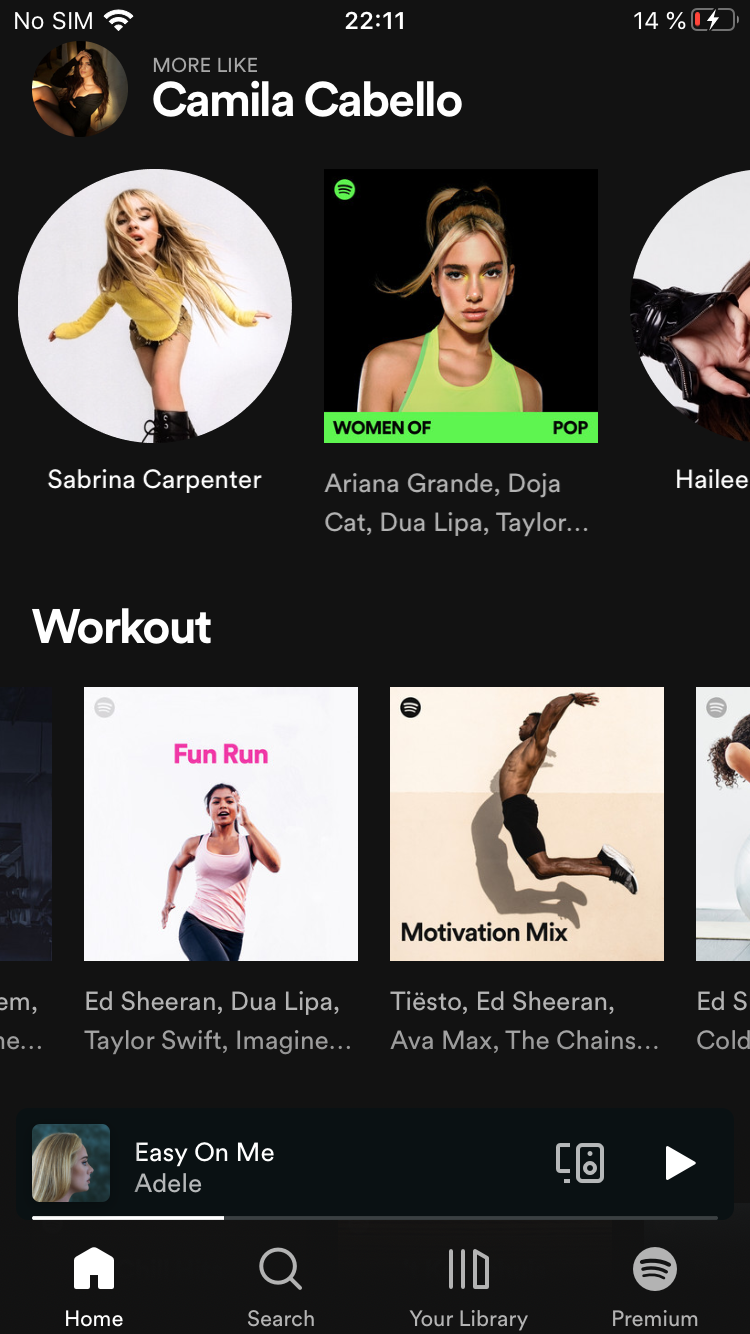 No SIM 22:11 14 %
MORE LIKE
Camila Cabello
WOMEN OF POP
Sabrina Carpenter
Ariana Grande, Doja
Cat, Dua Lipa, Taylor...
Hailee
Workout
Fun Run
Motivation Mix
em,
ne...
Ed Sheeran, Dua Lipa,
Taylor Swift, Imagine...
Tiësto, Ed Sheeran,
Ava Max, The Chains...
Ed S
Cold
Easy On Me
Adele
Home Search Your Library Premium